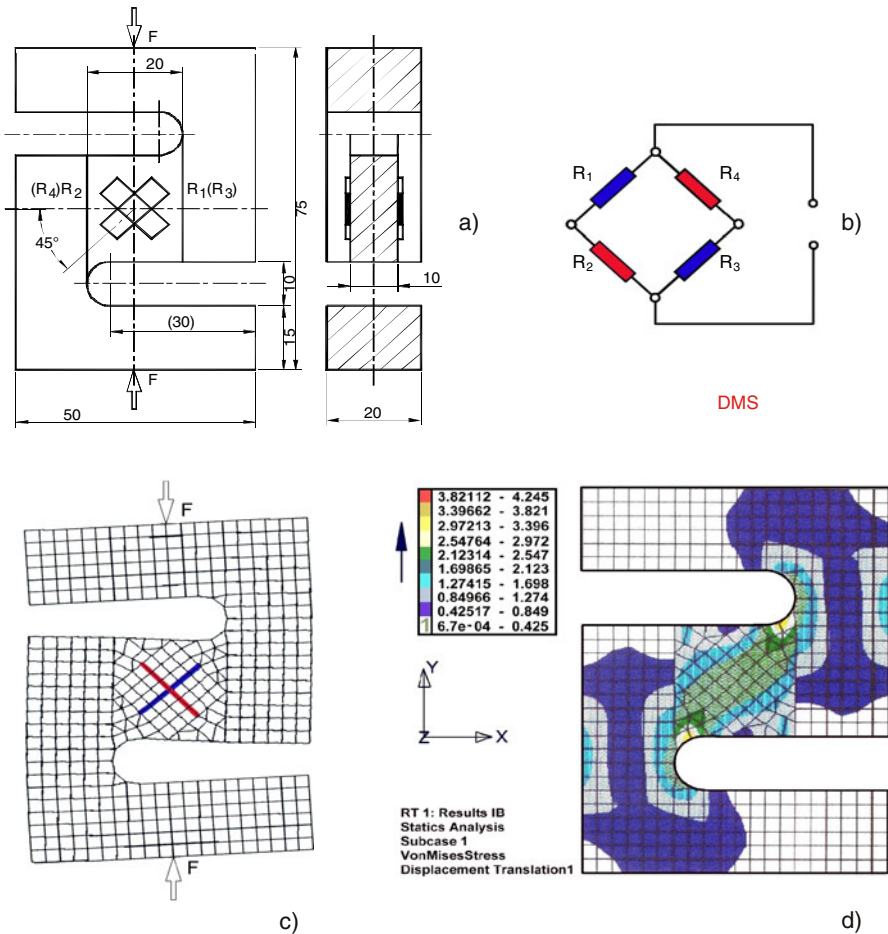 F
20
(R4)R2
R1(R3)
45°
75
a)
10
10
(30)
15
F
50
20
R1
R4
b)
R2
R3
DMS
F
3.82112 - 4.245
3.39662 - 3.821
2.97213 - 3.396
2.54764 - 2.972
2.12314 - 2.547
1.69865 - 2.123
1.27415 - 1.698
0.84966 - 1.274
0.42517 - 0.849
1 6.7e-04 - 0.425
Y
Z
X
RT 1: Results IB
Statics Analysis
Subcase 1
VonMisesStress
Displacement Translation1
F
c)
d)